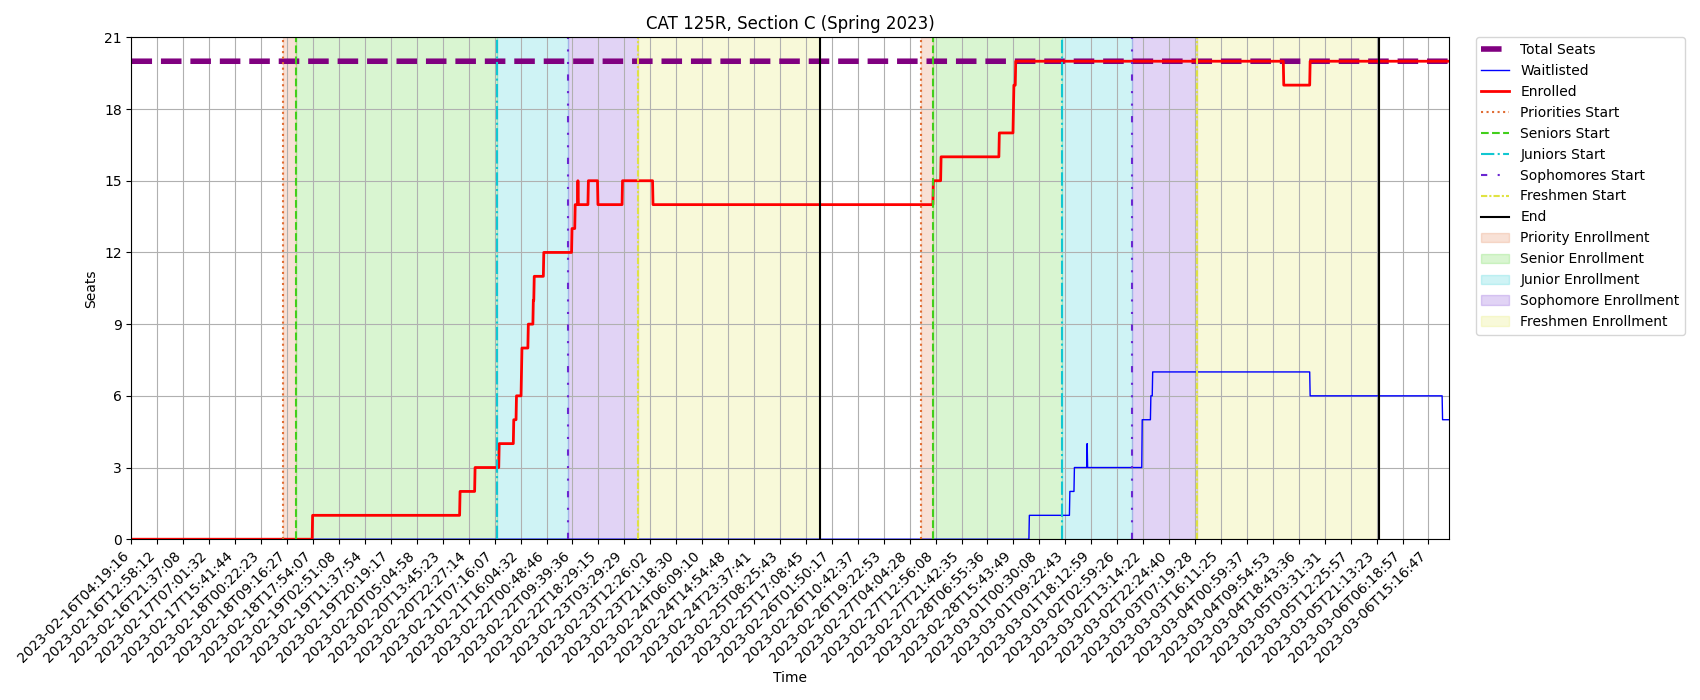 CAT 125R, Section C (Spring 2023)
Seats
21
18
15
12
9
6
3
0
2023-02-16T04:19:16
2023-02-16T12:58:12
2023-02-16T21:37:08
2023-02-17T07:01:32
2023-02-17T15:41:44
2023-02-18T00:22:23
2023-02-18T09:16:27
2023-02-18T17:54:07
2023-02-19T02:51:08
2023-02-19T11:37:54
2023-02-19T20:19:17
2023-02-20T05:04:58
2023-02-20T13:45:23
2023-02-20T22:27:14
2023-02-21T07:16:07
2023-02-21T16:04:32
2023-02-22T00:48:46
2023-02-22T09:39:36
2023-02-22T18:29:15
2023-02-23T03:29:29
2023-02-23T12:26:02
2023-02-23T21:18:30
2023-02-24T06:09:10
2023-02-24T14:54:48
2023-02-24T23:37:41
2023-02-25T08:25:43
2023-02-25T17:08:45
2023-02-26T01:50:17
2023-02-26T10:42:37
2023-02-26T19:22:53
2023-02-27T04:04:28
2023-02-27T12:56:08
2023-02-27T21:42:35
2023-02-28T06:55:36
2023-02-28T15:43:49
2023-03-01T00:30:08
2023-03-01T09:22:43
2023-03-01T18:12:59
2023-03-02T02:59:26
2023-03-02T13:14:22
2023-03-02T22:24:40
2023-03-03T07:19:28
2023-03-03T16:11:25
2023-03-04T00:59:37
2023-03-04T09:54:53
2023-03-04T18:43:36
2023-03-05T03:31:31
2023-03-05T12:25:57
2023-03-05T21:13:23
2023-03-06T06:18:57
2023-03-06T15:16:47
Time
Total Seats
Waitlisted
Enrolled
Priorities Start
Seniors Start
Juniors Start
Sophomores Start
Freshmen Start
End
Priority Enrollment
Senior Enrollment
Junior Enrollment
Sophomore Enrollment
Freshmen Enrollment